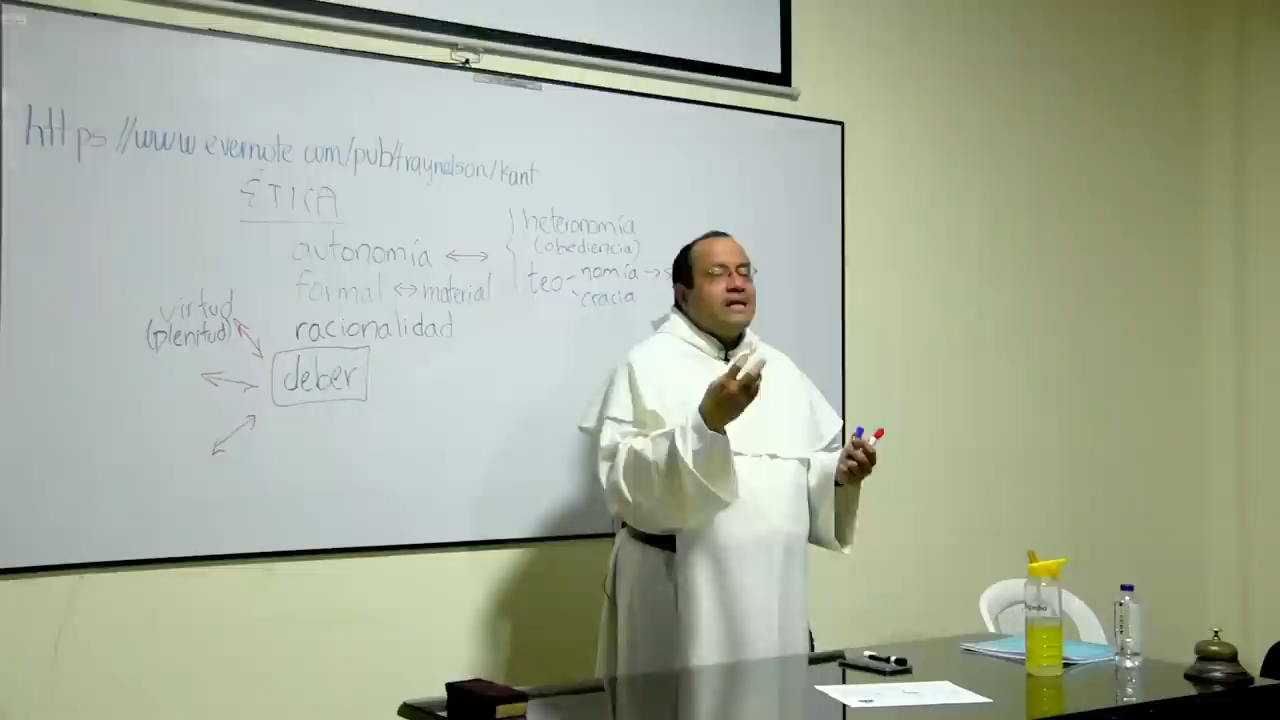 https //www evernote com/pub/fraynelson/kant
ÉTICA
autonomía ↔ { heteronomía
(obediencia)
teo - nomía →
cracia
formal ↔ material
racionalidad
virtud
(plenitud)
deber